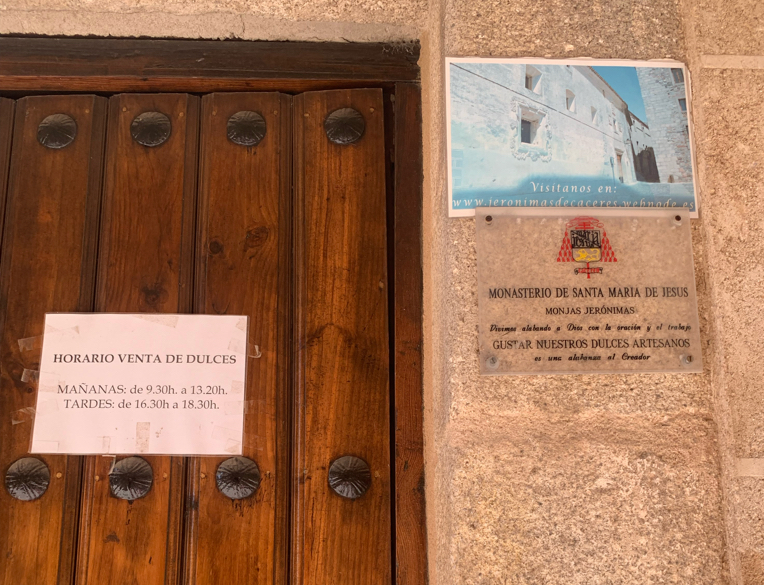 HORARIO VENTA DE DULCES
MAÑANAS: de 9.30h. a 13.20h.
TARDES: de 16.30h a 18.30h.
Visítanos en:
www.jeronimasdecaceres.webnode.es
MONASTERIO DE SANTA MARIA DE JESUS
MONJAS JERÓNIMAS
Vivimos alabando a Dios con la oración y el trabajo
GUSTAR NUESTROS DULCES ARTESANOS
es una alabanza al Creador